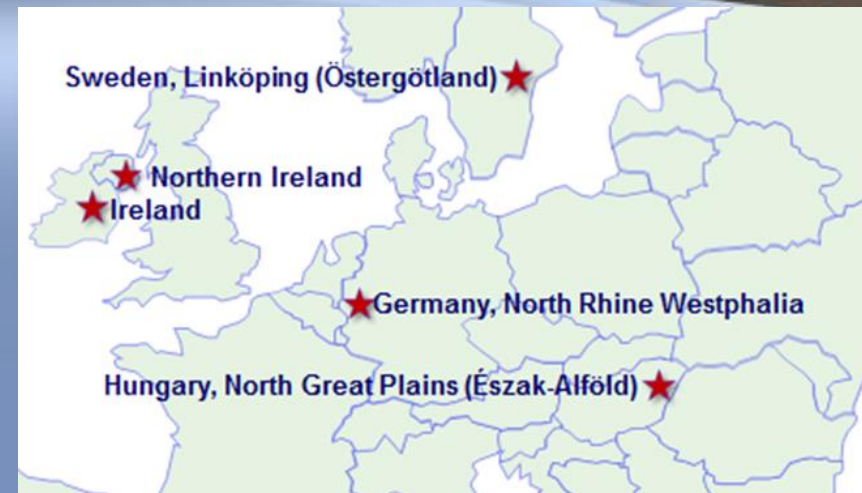 Sweden, Linköping (Östergötland)
Northern Ireland
Ireland
Germany, North Rhine Westphalia
Hungary, North Great Plains (Észak-Alföld)